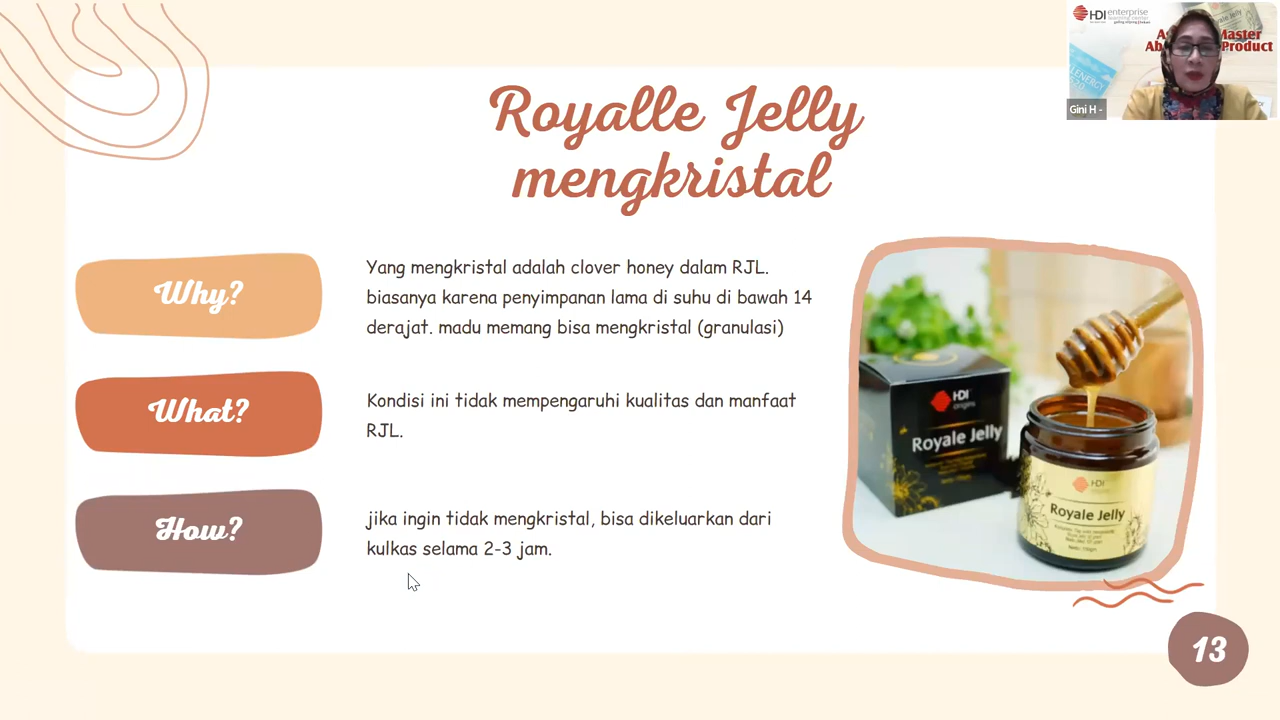 Royalle Jelly
mengkristal
Why?
Yang mengkristal adalah clover honey dalam RJL.
biasanya karena penyimpanan lama di suhu di bawah 14
derajat. madu memang bisa mengkristal (granulasi)
What?
Kondisi ini tidak mempengaruhi kualitas dan manfaat
RJL.
How?
jika ingin tidak mengkristal, bisa dikeluarkan dari
kulkas selama 2-3 jam.
HDI
origins
Royale Jelly
HDI
Royale Jelly
13
HDI enterprise
learning center
Master
Product
Gini H -